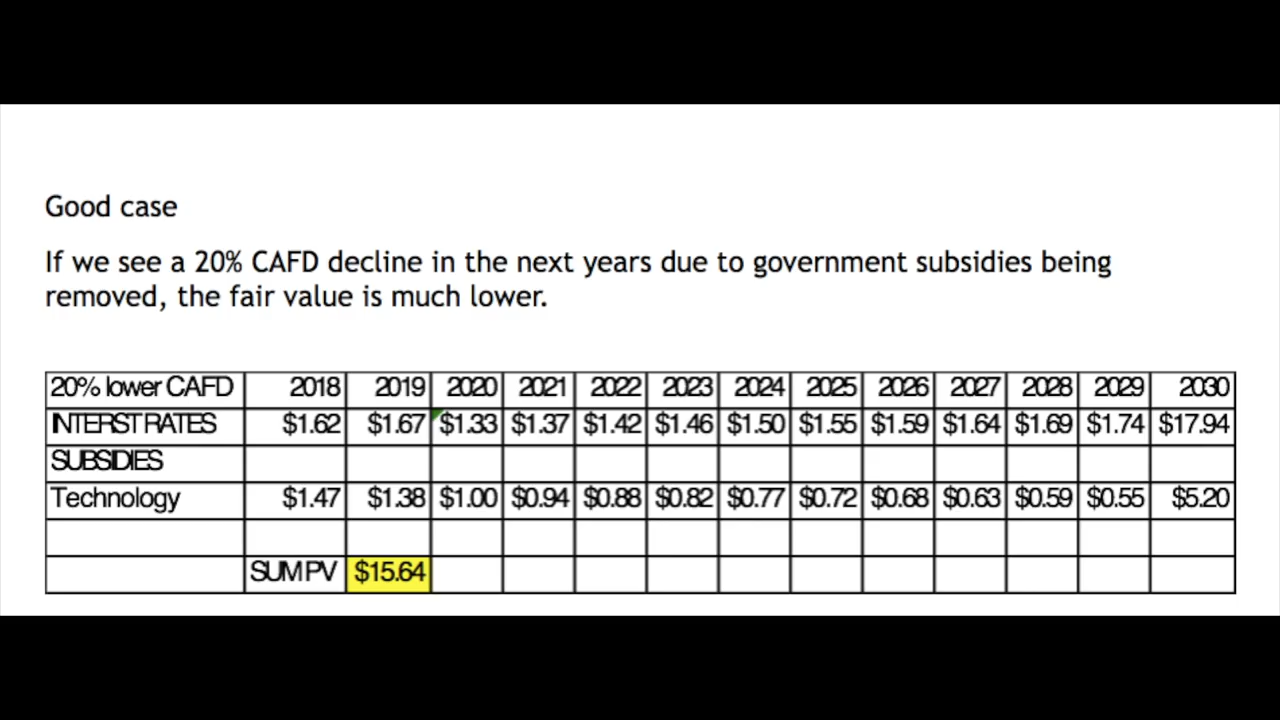 Good case
If we see a 20% CAFD decline in the next years due to government subsidies being
removed, the fair value is much lower.
20% lower CAFD 2018 2019 2020 2021 2022 2023 2024 2025 2026 2027 2028 2029 2030
INTERST RATES $1.62 $1.67 $1.33 $1.37 $1.42 $1.46 $1.50 $1.55 $1.59 $1.64 $1.69 $1.74 $17.94
SUBSIDIES
Technology $1.47 $1.38 $1.00 $0.94 $0.88 $0.82 $0.77 $0.72 $0.68 $0.63 $0.59 $0.55 $5.20
SUM PV $15.64